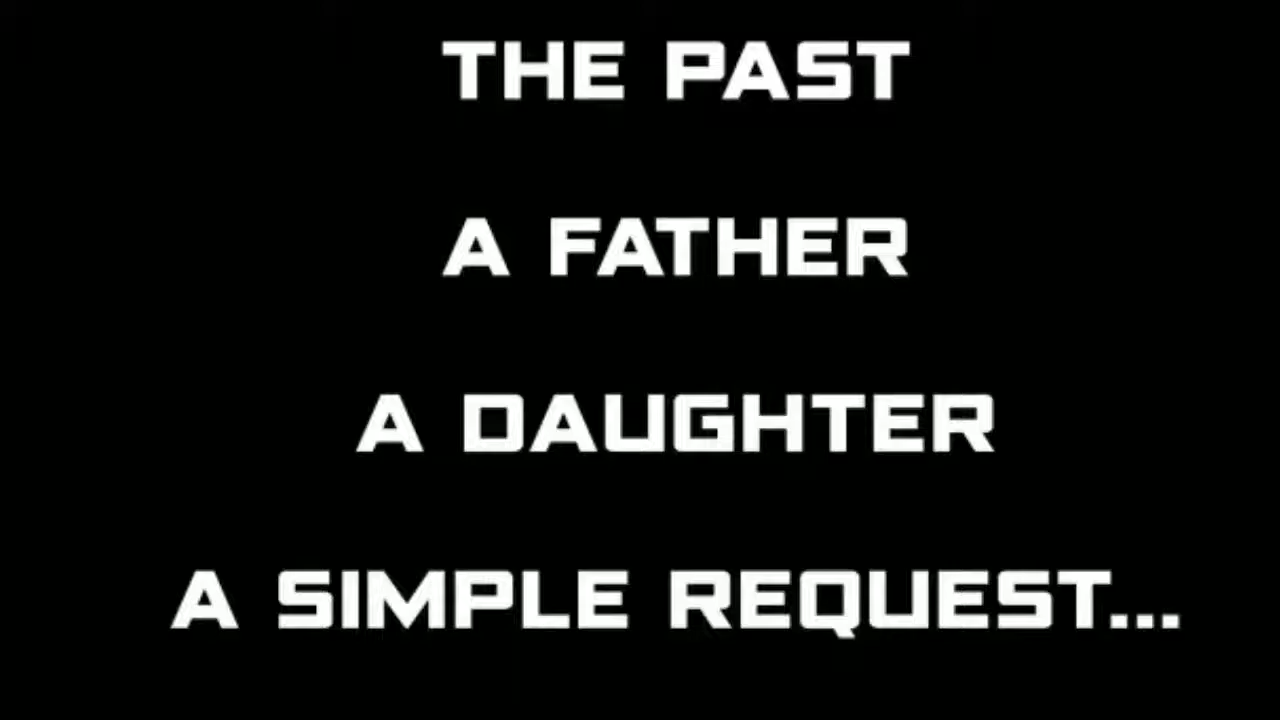 THE PAST
A FATHER
A DAUGHTER
A SIMPLE REQUEST...